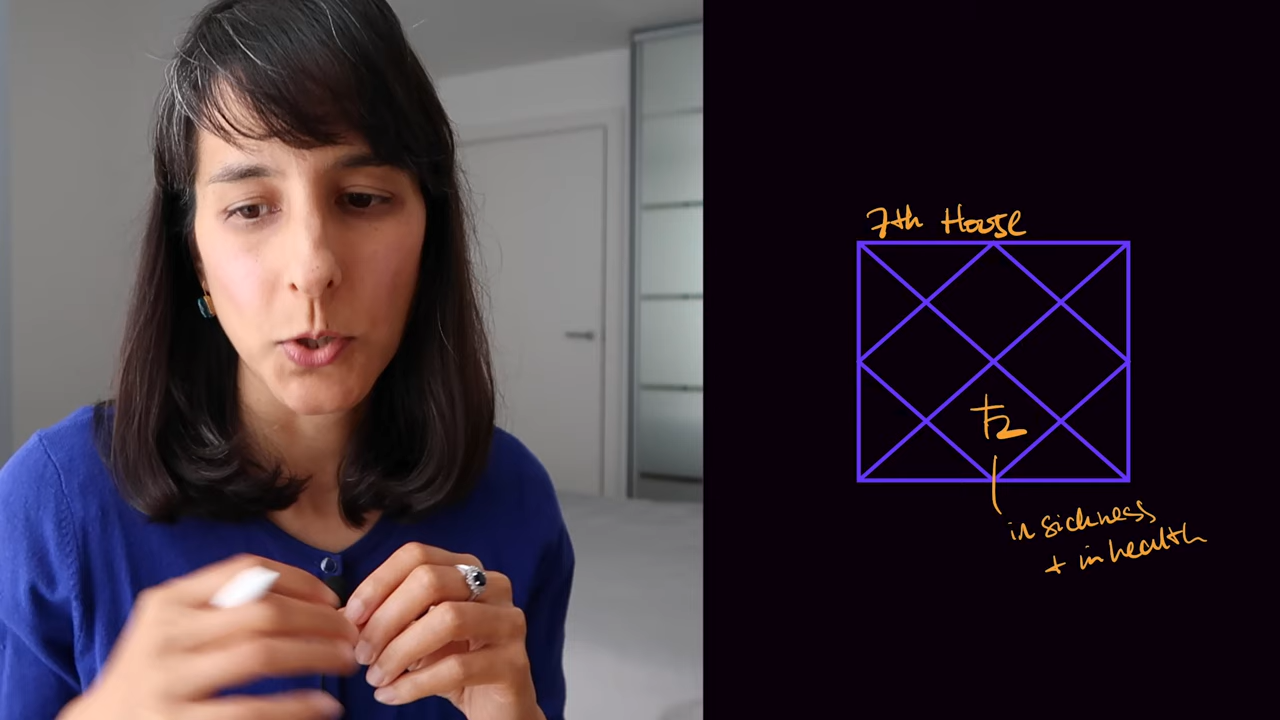 7th House
♄
in sickness
+ in health